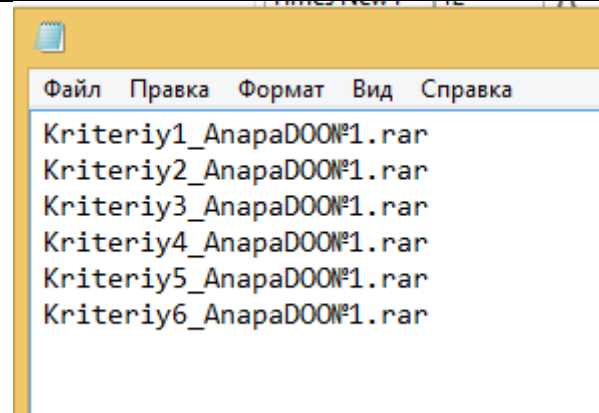 Файл Правка Формат Вид Справка
Kriteriy1_AnapaDOO№1.rar
Kriteriy2_AnapaDOO№1.rar
Kriteriy3_AnapaDOO№1.rar
Kriteriy4_AnapaDOO№1.rar
Kriteriy5_AnapaDOO№1.rar
Kriteriy6_AnapaDOO№1.rar